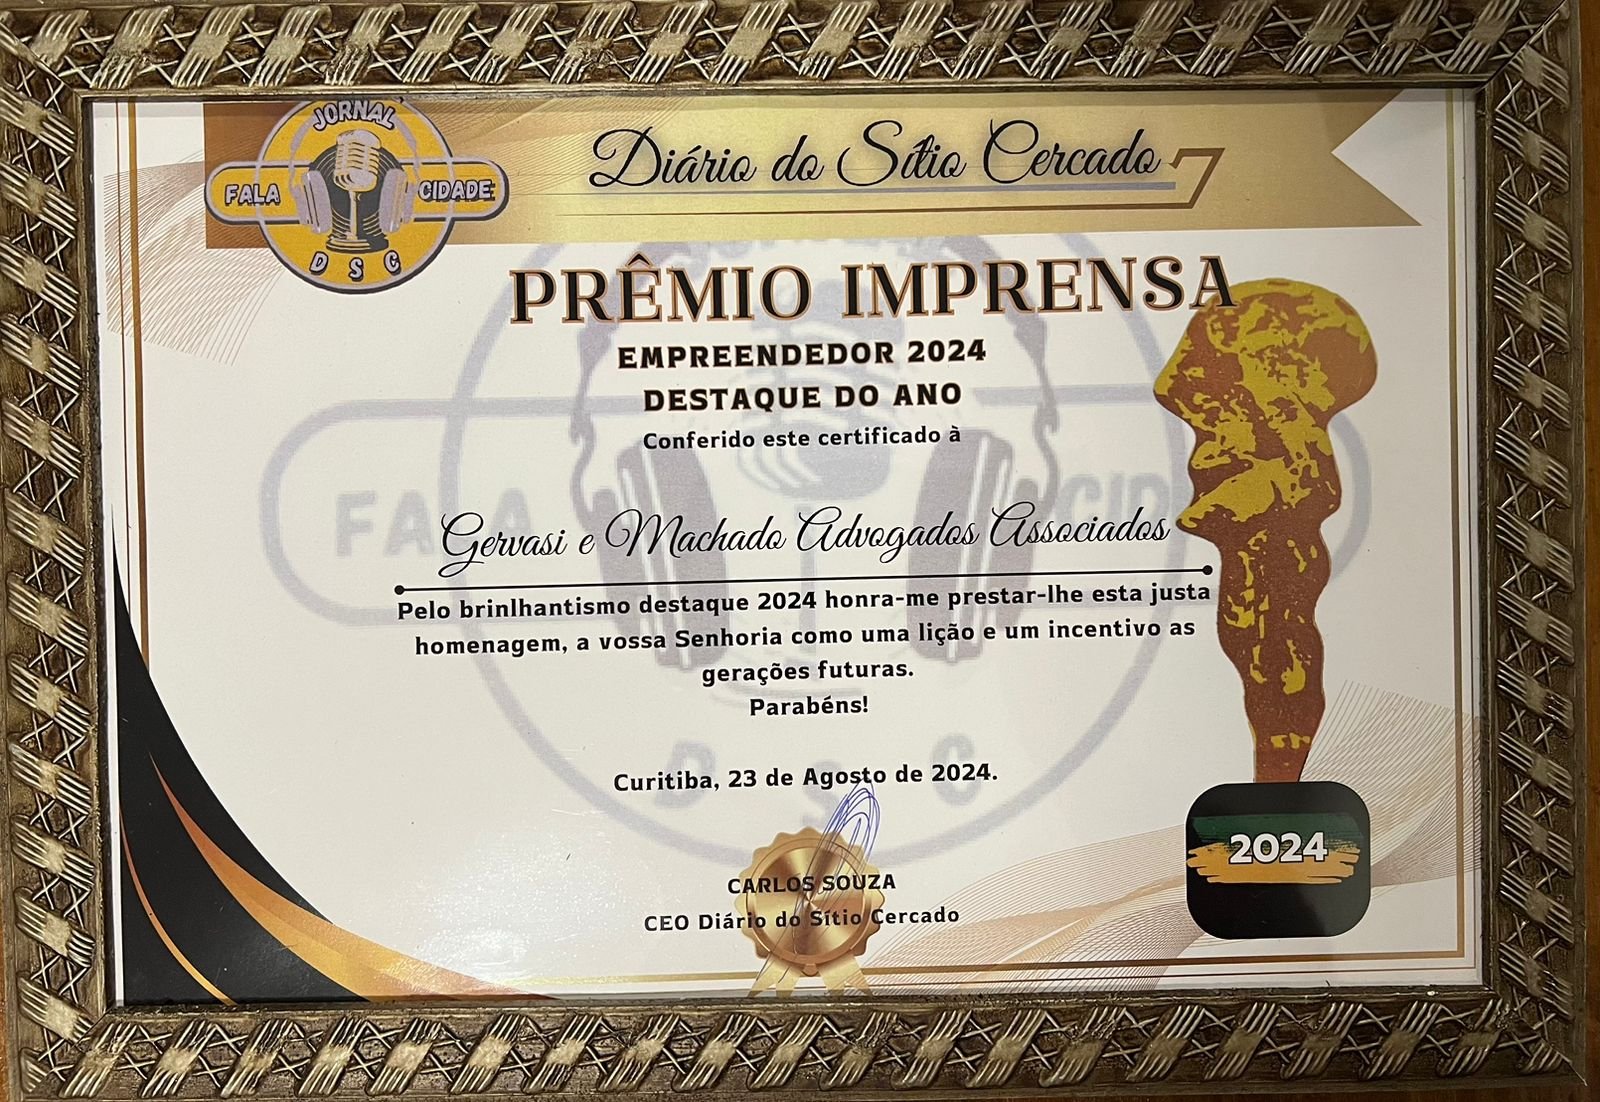 JORNAL
FALA CIDADE
D S C
Diário do Sítio Cercado
PRÊMIO IMPRENSA
EMPREENDEDOR 2024
DESTAQUE DO ANO
Conferido este certificado à
Gervasi e Machado Advogados Associados
Pelo brinlhantismo destaque 2024 honra-me prestar-lhe esta justa
homenagem, a vossa Senhoria como uma lição e um incentivo as
gerações futuras.
Parabéns!
Curitiba, 23 de Agosto de 2024.
CARLOS SOUZA
CEO Diário do Sítio Cercado
2024
FALA CID
D S C